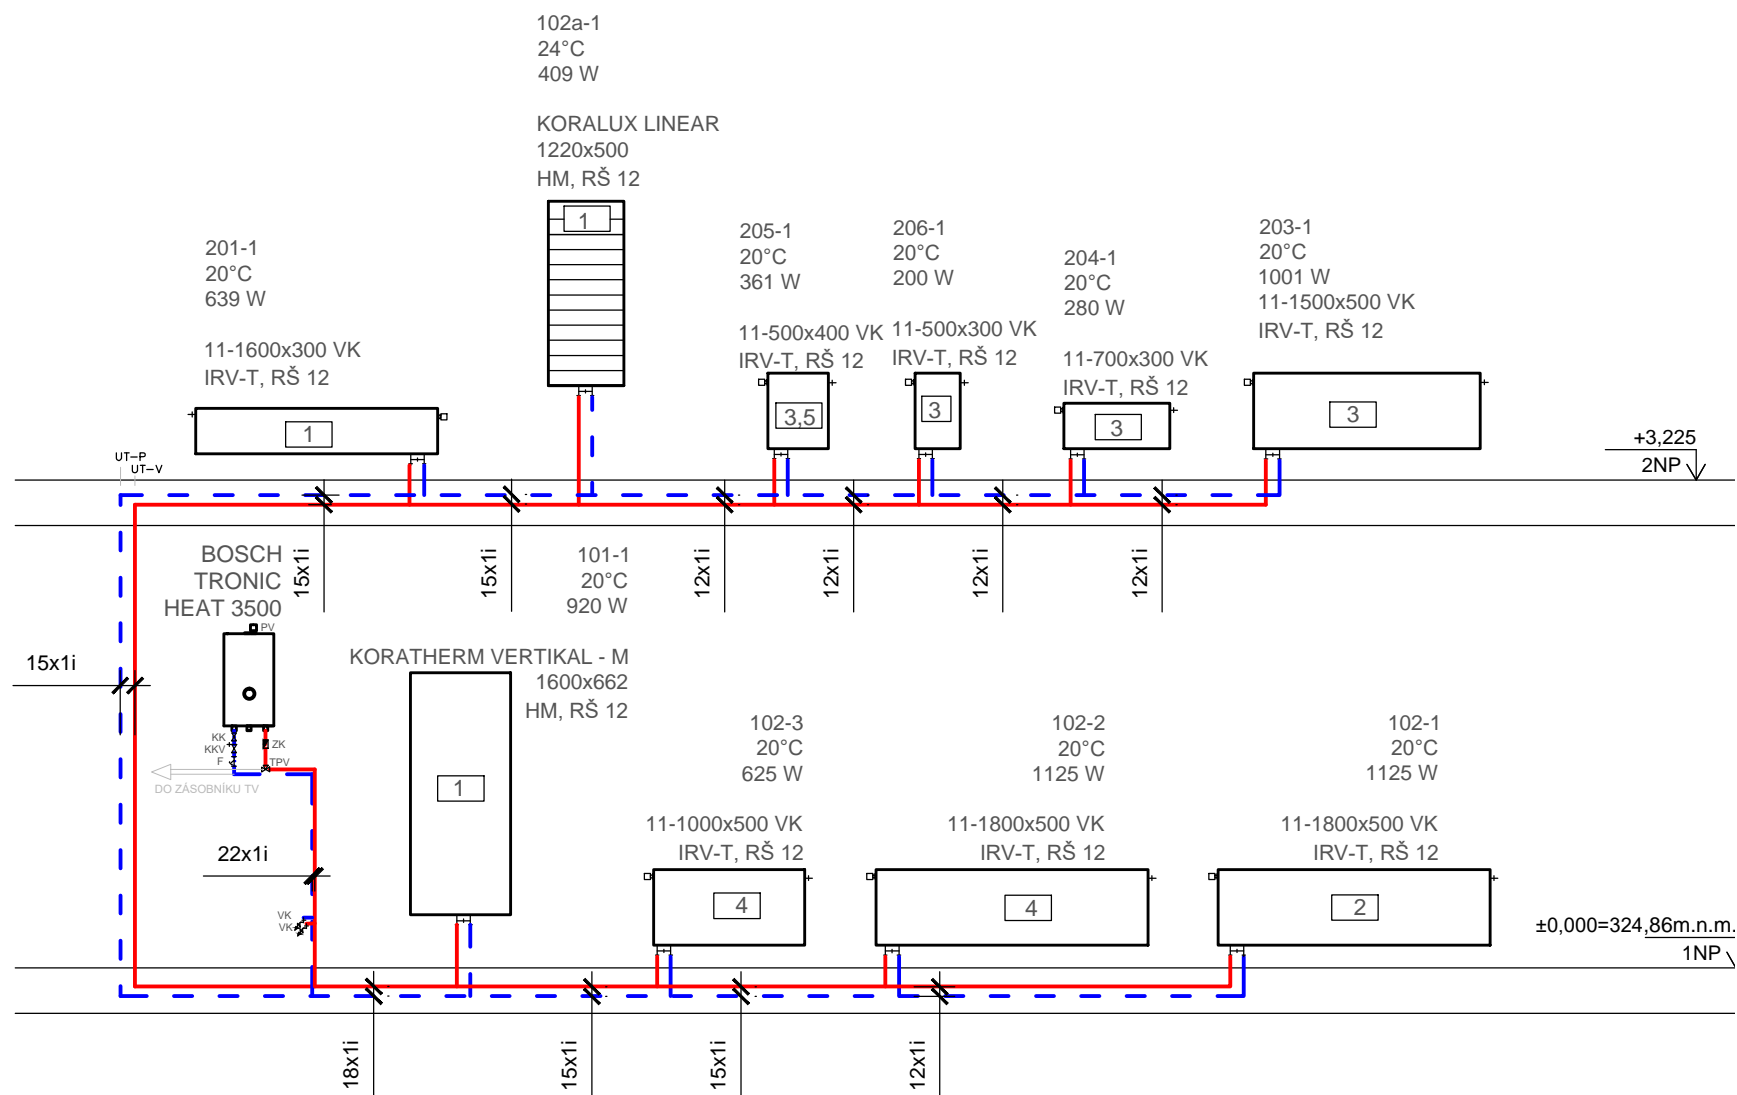 102a-1
24°C
409 W
KORALUX LINEAR
1220x500
HM, RŠ 12
1
201-1
20°C
639 W
11-1600x300 VK
IRV-T, RŠ 12
1
205-1
20°C
361 W
11-500x400 VK
IRV-T, RŠ 12
3,5
206-1
20°C
200 W
11-500x300 VK
IRV-T, RŠ 12
3
204-1
20°C
280 W
11-700x300 VK
IRV-T, RŠ 12
3
203-1
20°C
1001 W
11-1500x500 VK
IRV-T, RŠ 12
3
+3,225
2NP
UT-P
UT-V
15x1i
15x1i
12x1i
12x1i
12x1i
12x1i
BOSCH
TRONIC
HEAT 3500
PV
15x1i
KK
KKV
F
ZK
TPV
DO ZÁSOBNÍKU TV
22x1i
VK
VK
101-1
20°C
920 W
KORATHERM VERTIKAL - M
1600x662
HM, RŠ 12
1
102-3
20°C
625 W
11-1000x500 VK
IRV-T, RŠ 12
4
102-2
20°C
1125 W
11-1800x500 VK
IRV-T, RŠ 12
4
102-1
20°C
1125 W
11-1800x500 VK
IRV-T, RŠ 12
2
±0,000=324,86m.n.m.
1NP
18x1i
15x1i
15x1i
12x1i